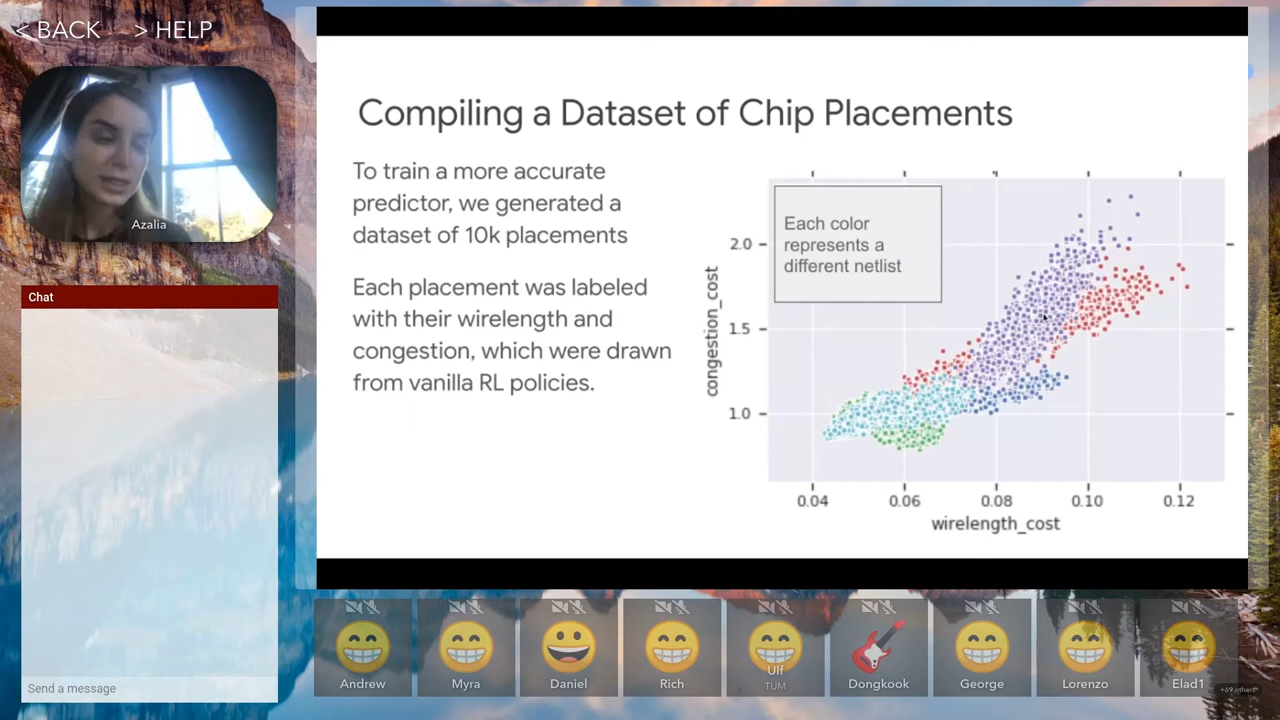 < BACK > HELP
Azalia
Chat
Send a message
Compiling a Dataset of Chip Placements
To train a more accurate
predictor, we generated a
dataset of 10k placements
Each placement was labeled
with their wirelength and
congestion, which were drawn
from vanilla RL policies.
Each color
represents a
different netlist
congestion_cost
2.0
1.5
1.0
0.04 0.06 0.08 0.10 0.12
wirelength_cost
Andrew
Myra
Daniel
Rich
Ulf
TUM
Dongkook
George
Lorenzo
Elad1
+69 others